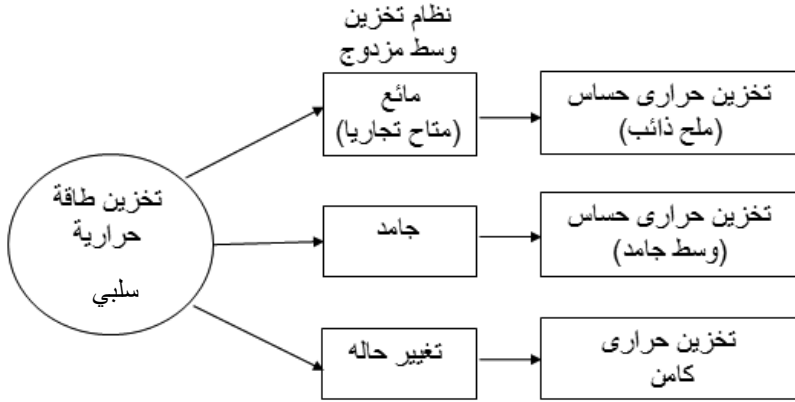 نظام تخزين
وسط مزدوج
مائع
(متاح تجاريا)
تخزين حرارى حساس
(ملح ذائب)
تخزين طاقة
حرارية
سلبي
جامد
تخزين حرارى حساس
(وسط جامد)
تغيير حاله
تخزين حرارى
كامن